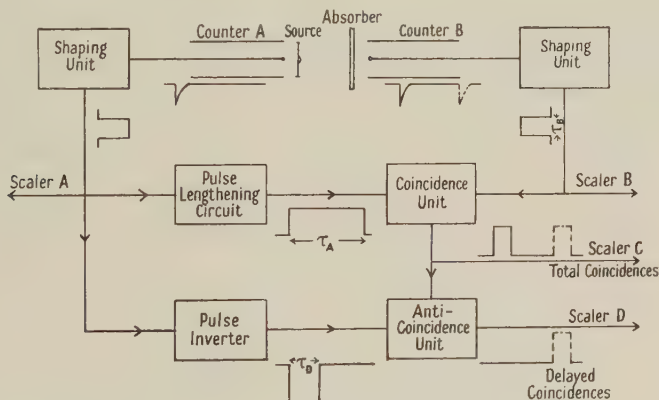 Absorber
Counter A
Source
Counter B
Shaping
Unit
Shaping
Unit
τB
Scaler A
Pulse
Lengthening
Circuit
Coincidence
Unit
Scaler B
τA
Scaler C
Total Coincidences
Pulse
Inverter
Anti-
Coincidence
Unit
Scaler D
τD
Delayed
Coincidences